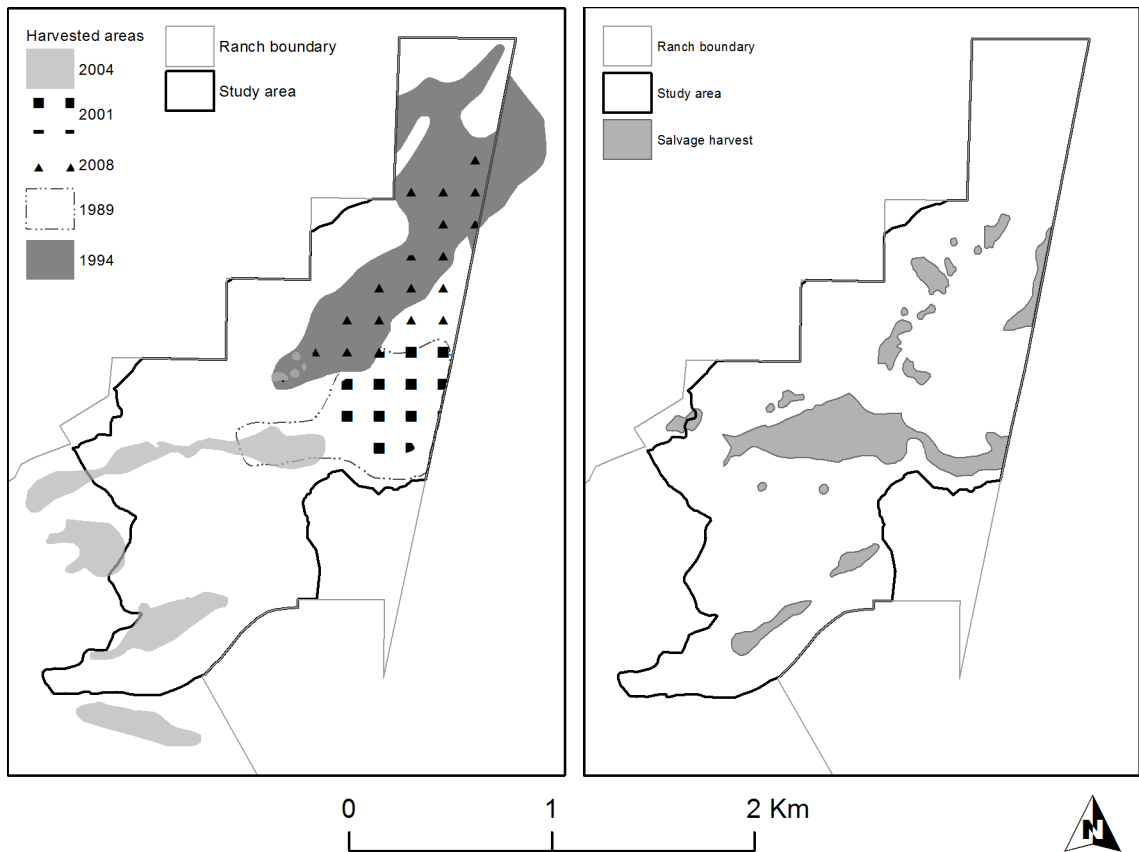 Harvested areas
2004
2001
2008
1989
1994
Ranch boundary
Study area
Ranch boundary
Study area
Salvage harvest
0 1 2 Km
N